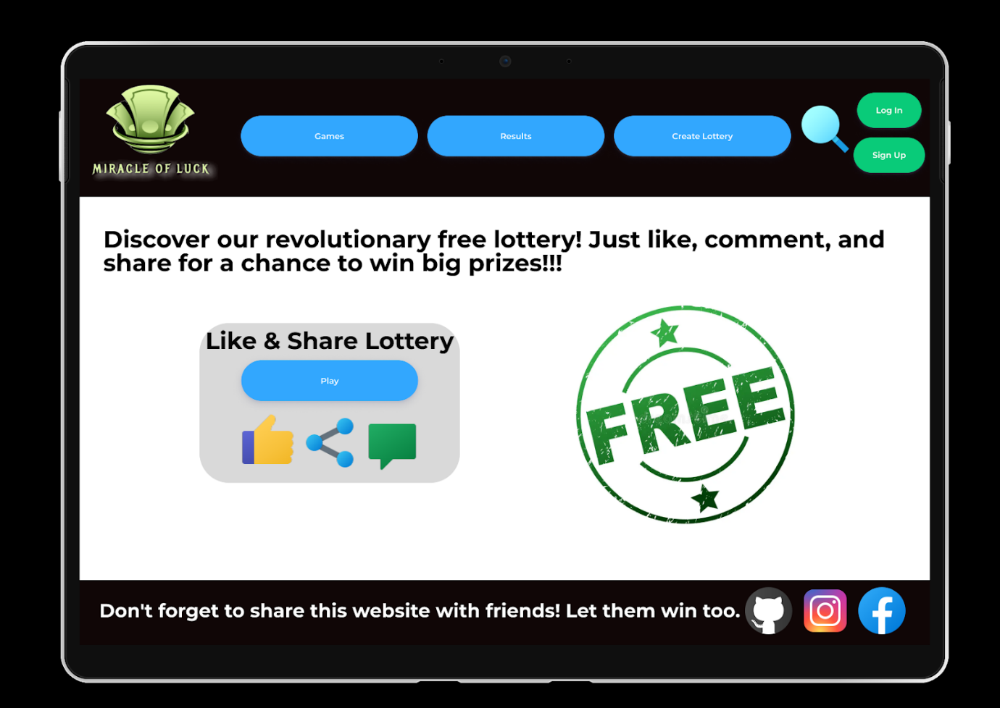 MIRACLE OF LUCK
Games
Results
Create Lottery
Log In
Sign Up
Discover our revolutionary free lottery! Just like, comment, and
share for a chance to win big prizes!!!
Like & Share Lottery
Play
FREE
Don't forget to share this website with friends! Let them win too.